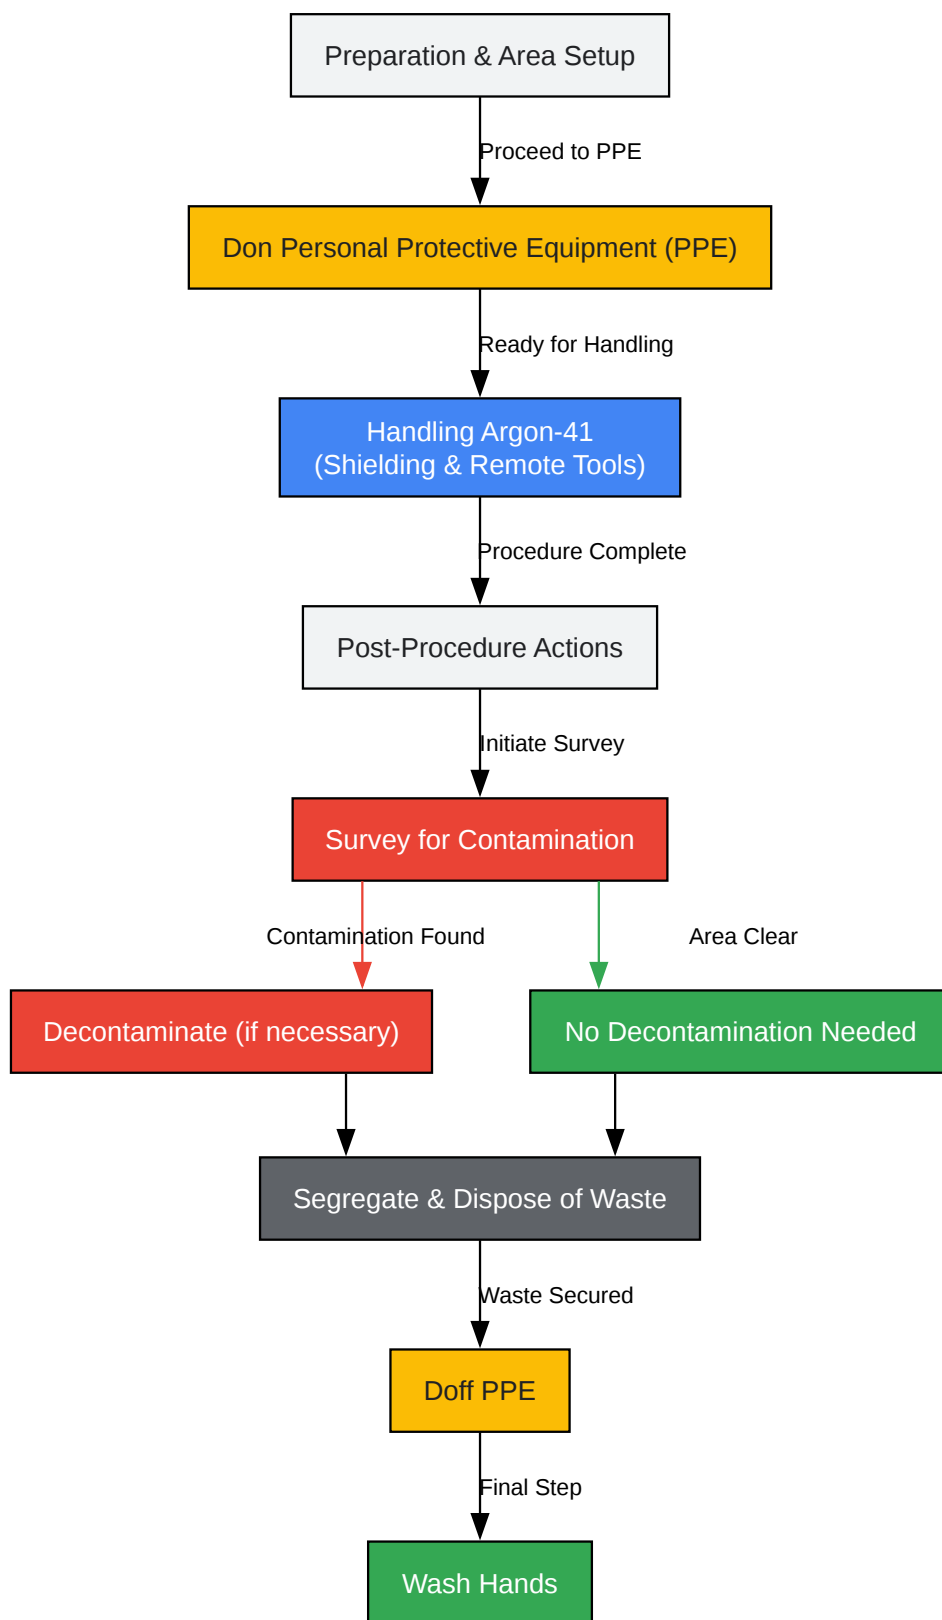 Preparation & Area Setup
Proceed to PPE
Don Personal Protective Equipment (PPE)
Ready for Handling
Handling Argon-41
(Shielding & Remote Tools)
Procedure Complete
Post-Procedure Actions
Initiate Survey
Survey for Contamination
Contamination Found
Area Clear
Decontaminate (if necessary)
No Decontamination Needed
Segregate & Dispose of Waste
Waste Secured
Doff PPE
Final Step
Wash Hands